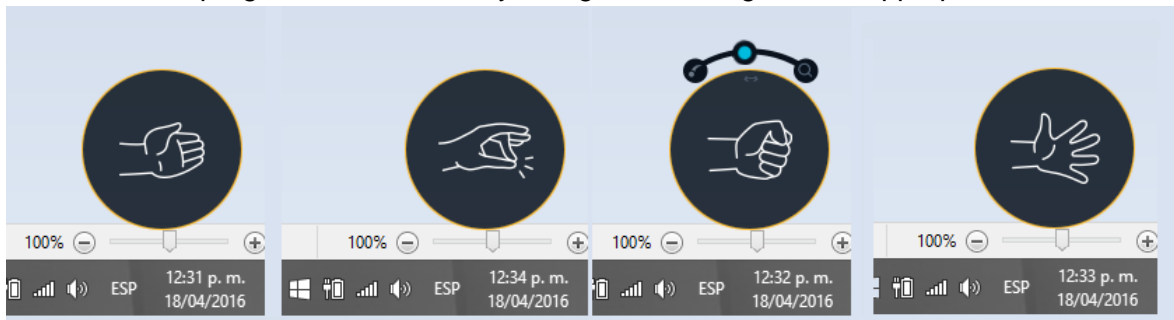 100%
ESP
12:31 p. m.
18/04/2016
100%
ESP
12:34 p. m.
18/04/2016
100%
ESP
12:32 p. m.
18/04/2016
100%
ESP
12:33 p. m.
18/04/2016